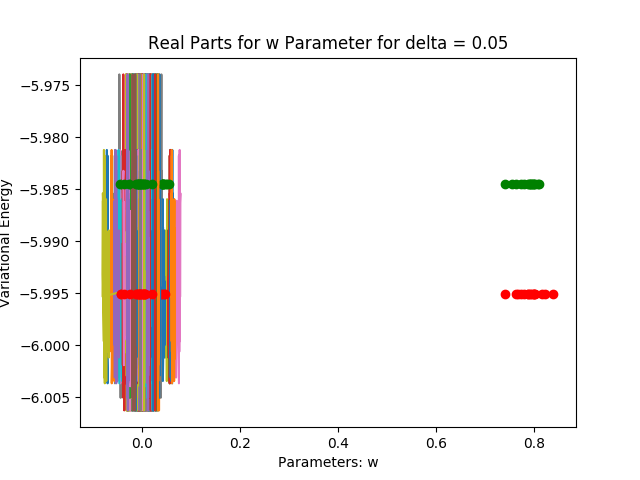 Real Parts for w Parameter for delta = 0.05
−5.975
−5.980
−5.985
−5.990
−5.995
−6.000
−6.005
Variational Energy
0.0 0.2 0.4 0.6 0.8
Parameters: w